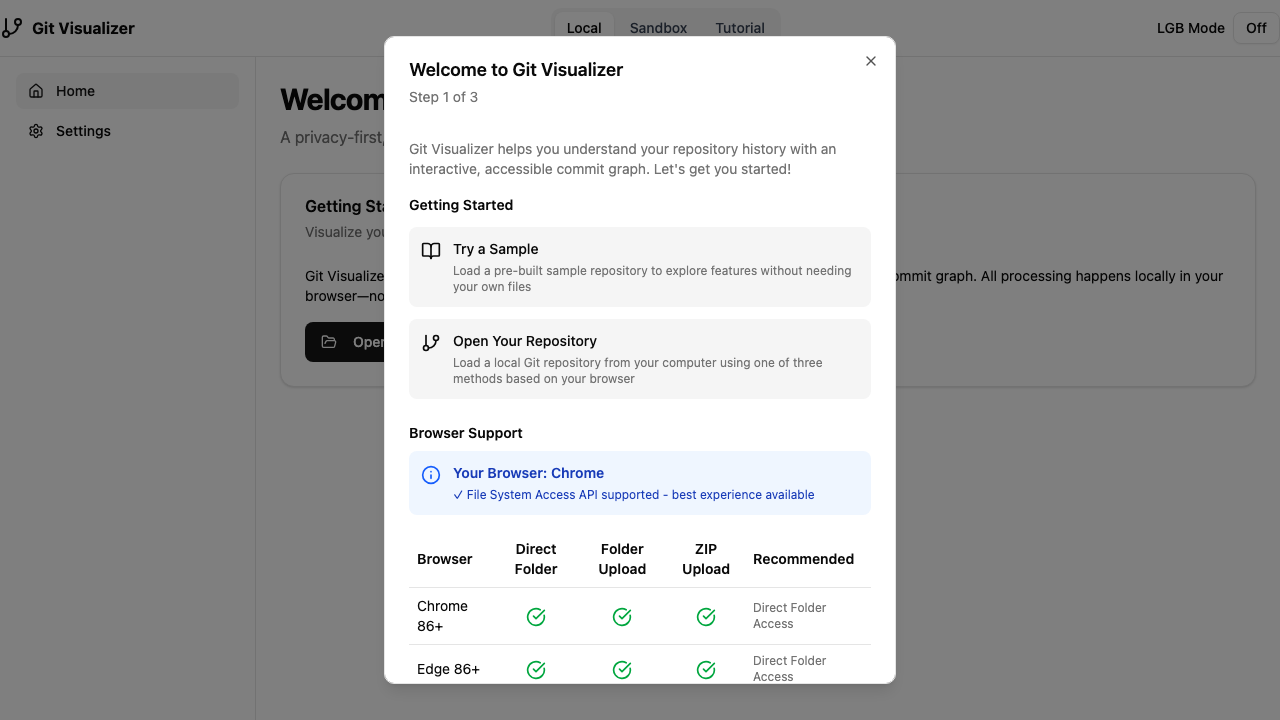 Git Visualizer
Local
Sandbox
Tutorial
LGB Mode
Off
Home
Settings
Welcom
A privacy-first,
Getting Sta
Visualize you
Git Visualize
ommit graph. All processing happens locally in your
browser—no
Open
Welcome to Git Visualizer
Step 1 of 3
Git Visualizer helps you understand your repository history with an
interactive, accessible commit graph. Let's get you started!
Getting Started
Try a Sample
Load a pre-built sample repository to explore features without needing
your own files
Open Your Repository
Load a local Git repository from your computer using one of three
methods based on your browser
Browser Support
Your Browser: Chrome
✓ File System Access API supported - best experience available
Browser
Direct
Folder
Folder
Upload
ZIP
Upload
Recommended
Chrome
86+
Direct Folder
Access
Edge 86+
Direct Folder
Access